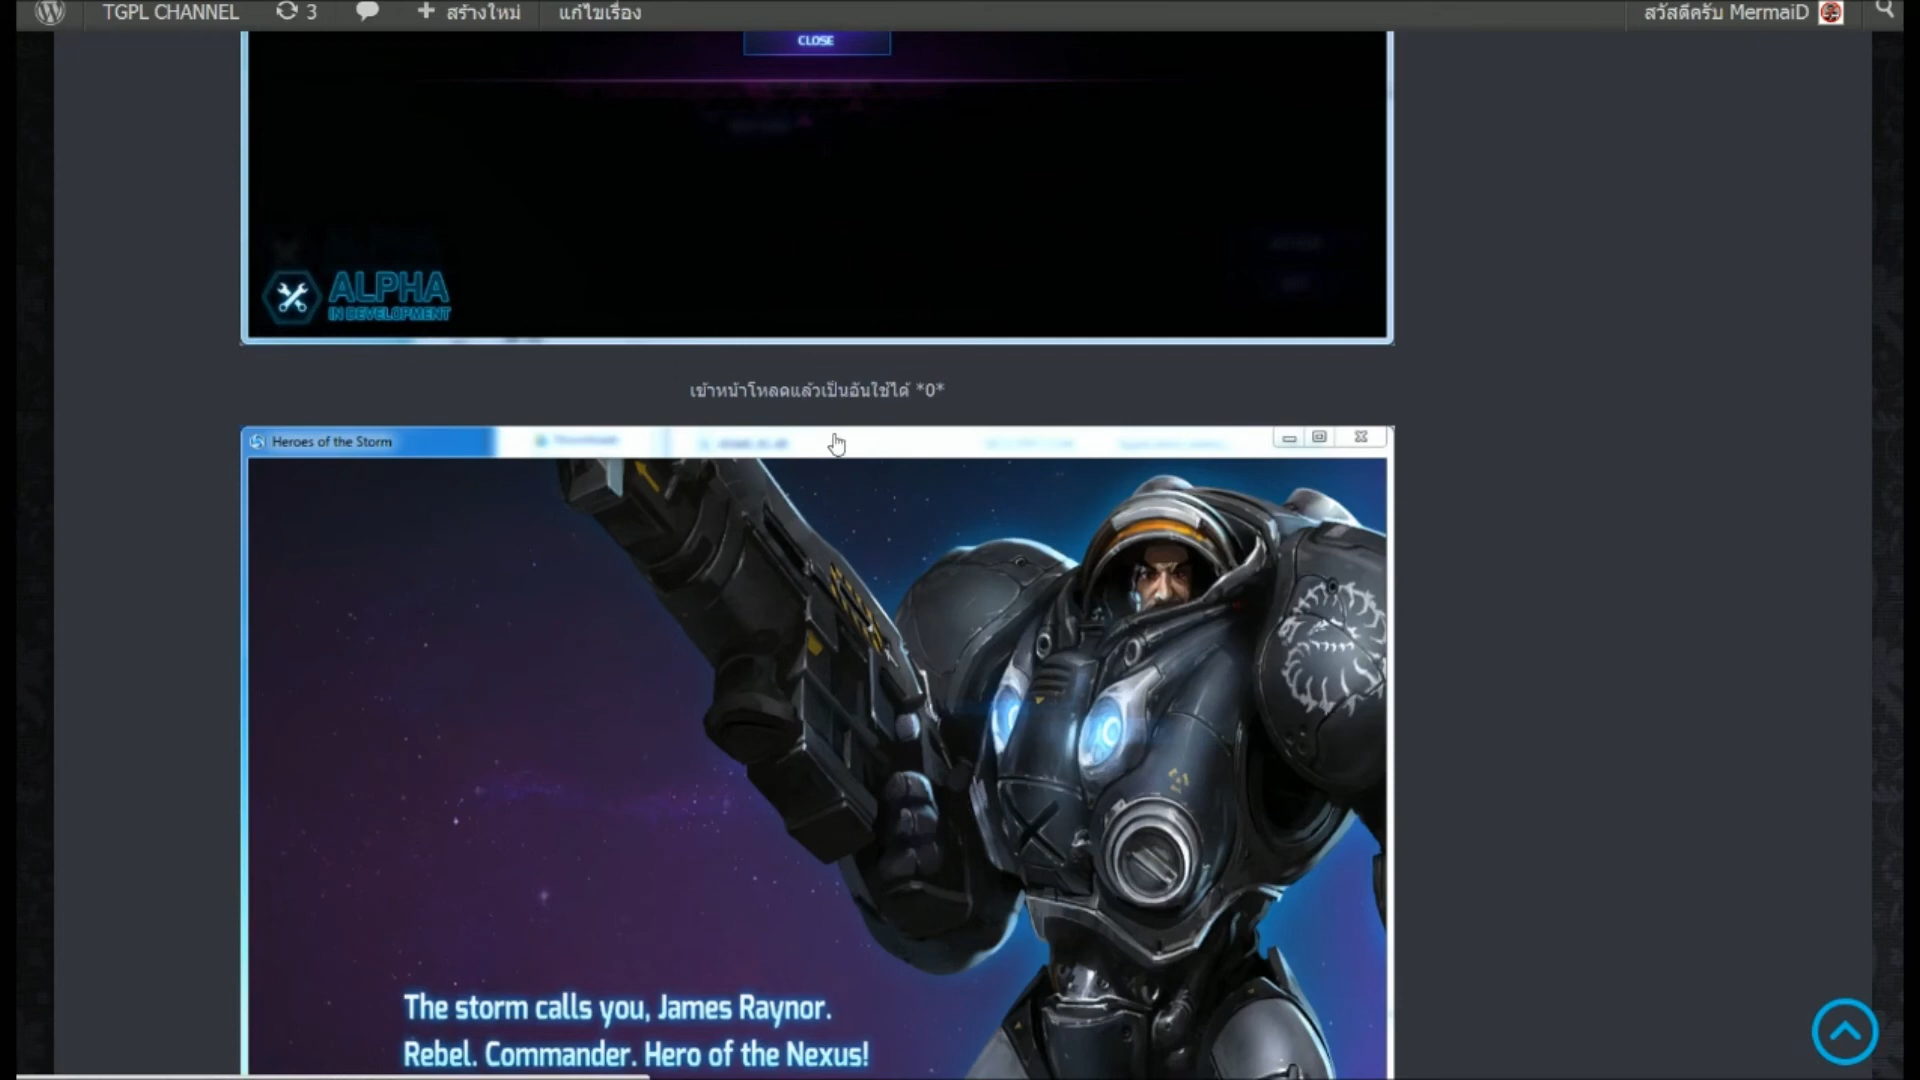 TGPL CHANNEL
3
สร้างใหม่
แก้ไขเรื่อง
สวัสดีครับ MermaiD
CLOSE
ALPHA
IN DEVELOPMENT
เข้าหน้าโหลดแล้วเป็นอันใช้ได้ *0*
Heroes of the Storm
The storm calls you, James Raynor.
Rebel. Commander. Hero of the Nexus!